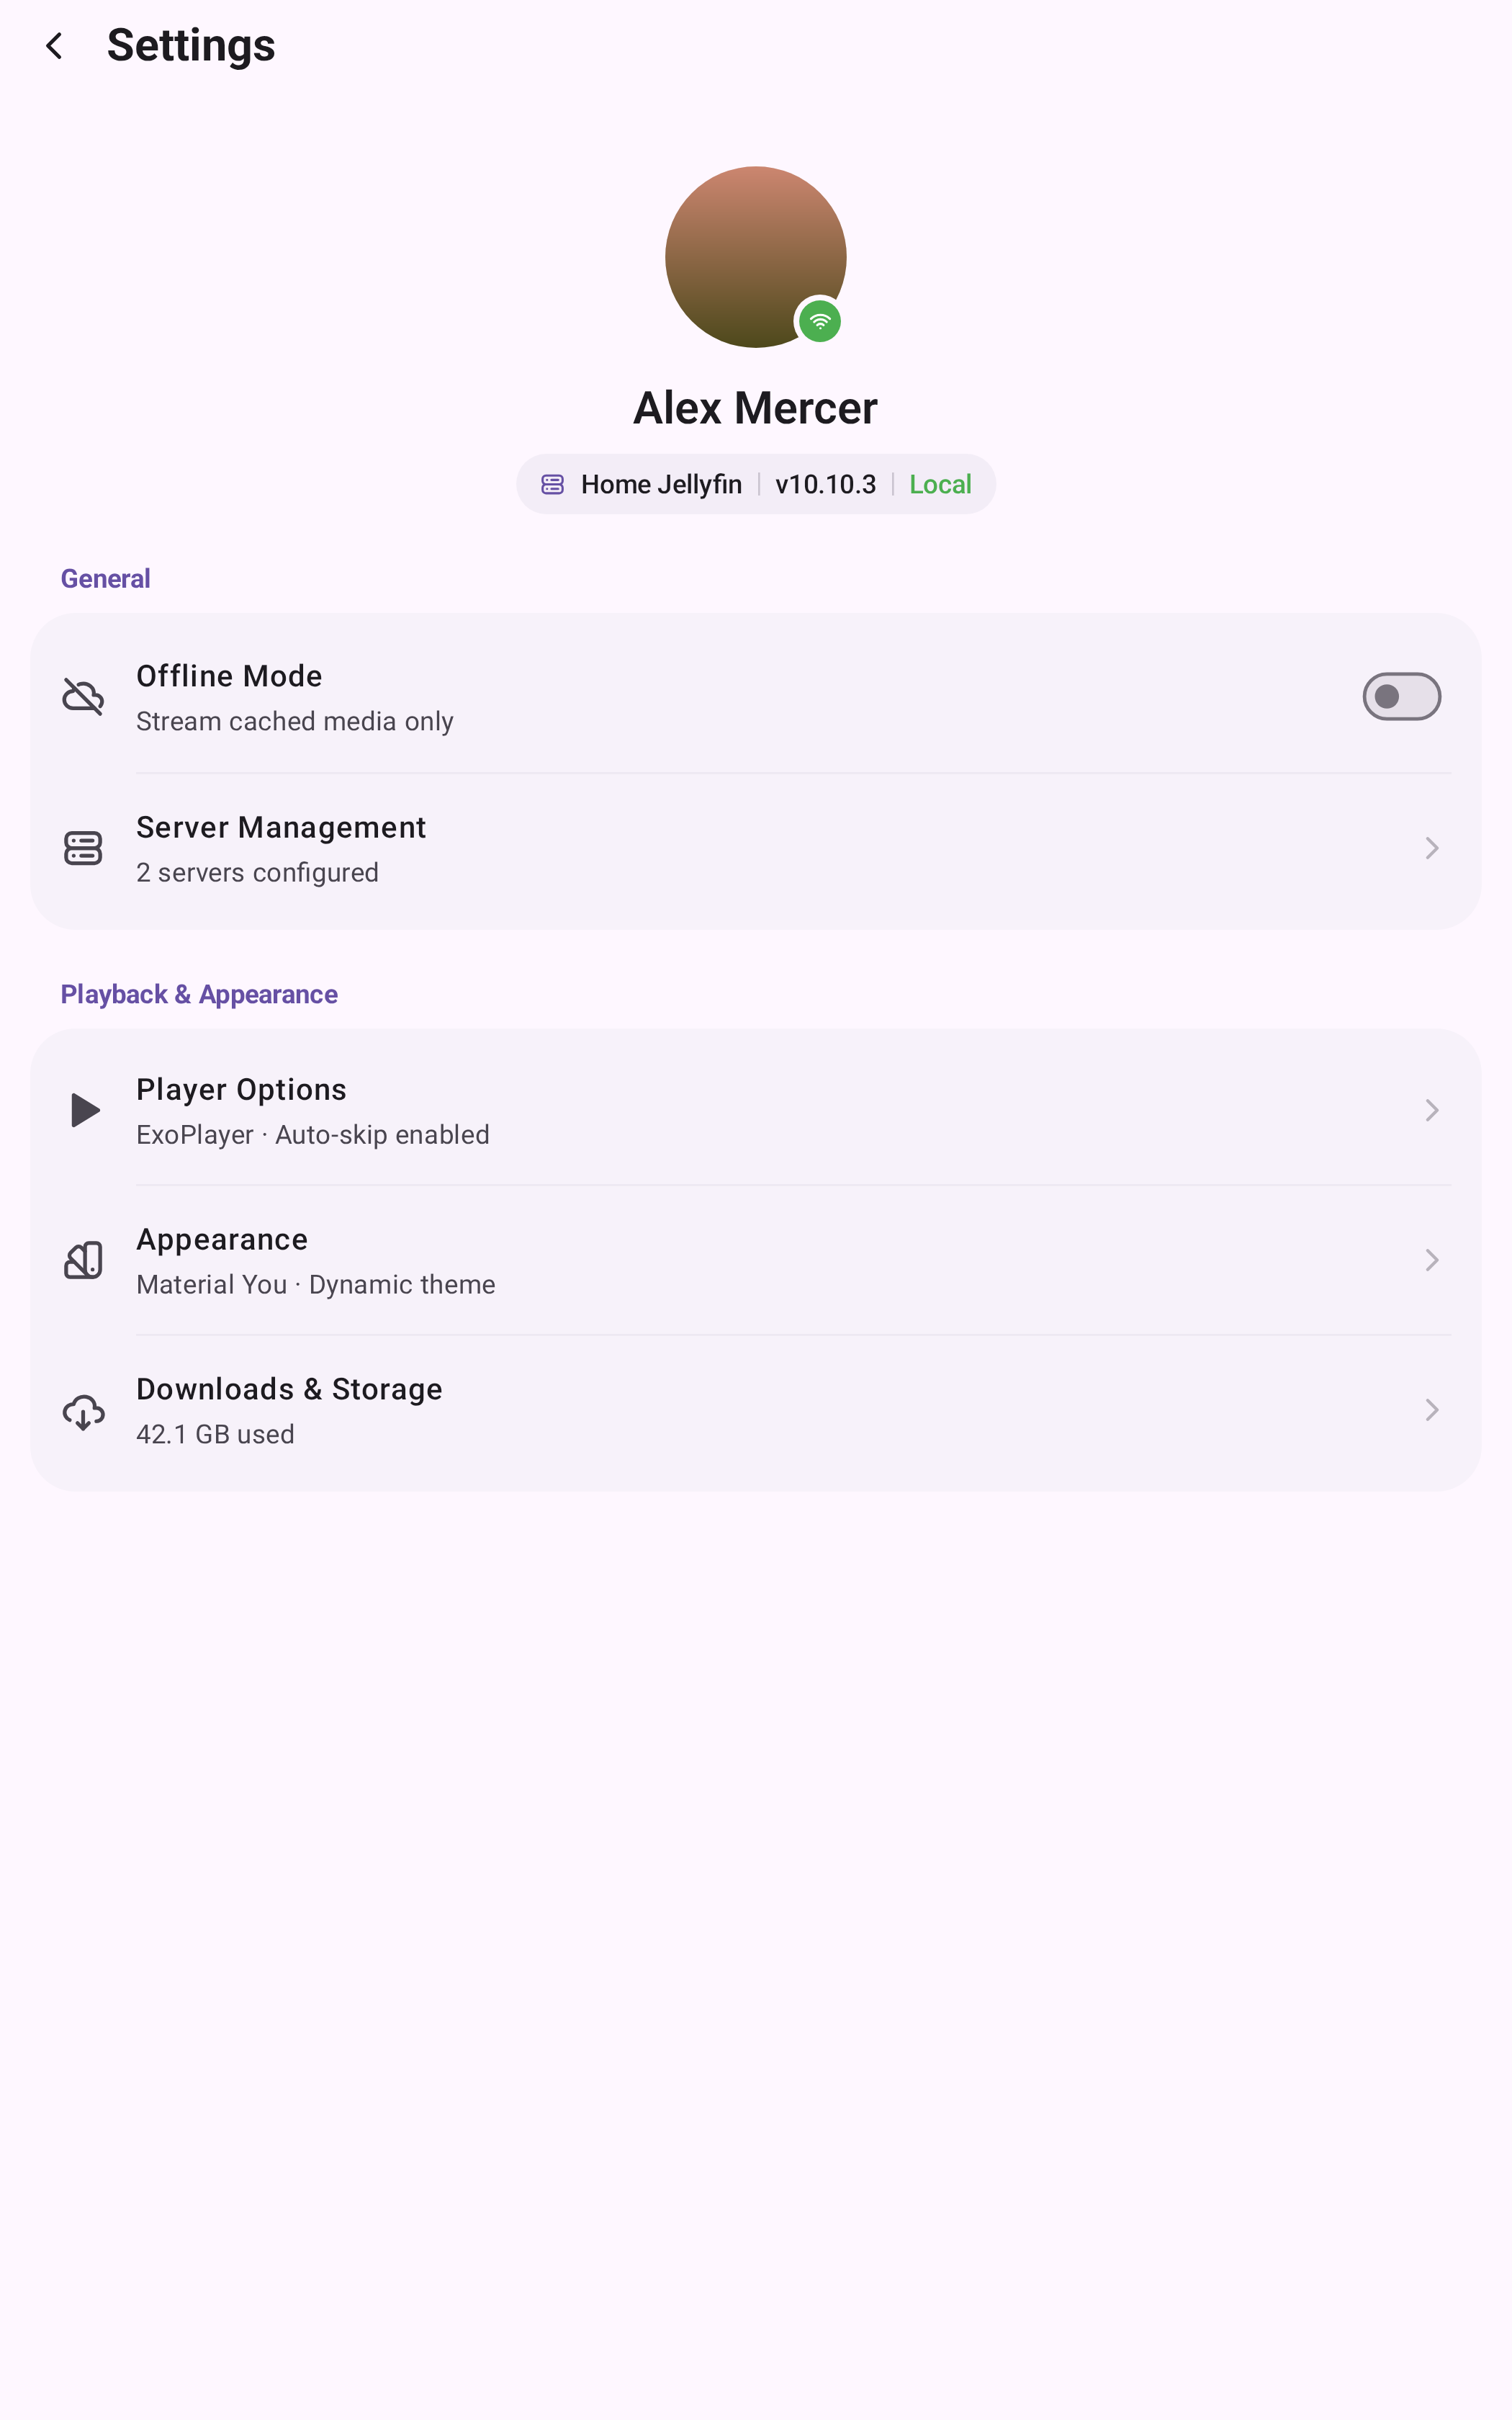 Settings
Alex Mercer
Home Jellyfin | v10.10.3 | Local
General
Offline Mode
Stream cached media only
Server Management
2 servers configured
Playback & Appearance
Player Options
ExoPlayer · Auto-skip enabled
Appearance
Material You · Dynamic theme
Downloads & Storage
42.1 GB used